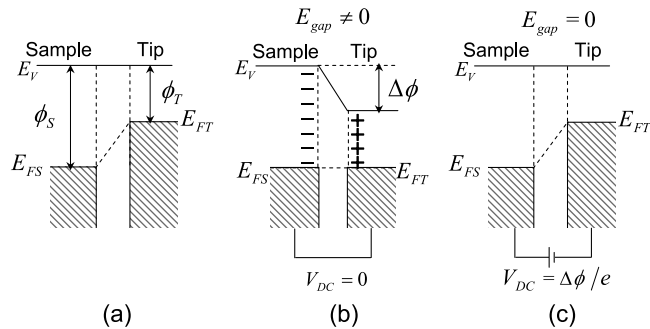 Sample Tip
E_V
ϕ_S
ϕ_T
E_FT
E_FS
(a)
E_gap ≠ 0
Sample Tip
E_V
Δϕ
− − − − − −
+ + + +
E_FS
E_FT
V_DC = 0
(b)
E_gap = 0
Sample Tip
E_V
E_FT
E_FS
V_DC = Δϕ/e
(c)